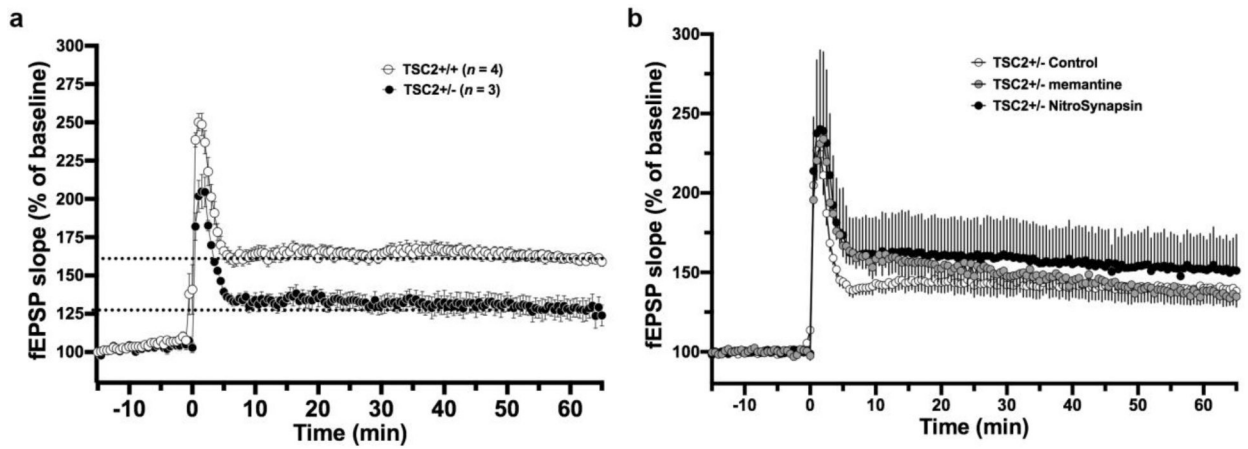 a
fEPSP slope (% of baseline)
300
275
250
225
200
175
150
125
100
TSC2+/+ (n = 4)
TSC2+/- (n = 3)
-10 0 10 20 30 40 50 60
Time (min)
b
fEPSP slope (% of baseline)
300
250
200
150
100
TSC2+/- Control
TSC2+/- memantine
TSC2+/- NitroSynapsin
-10 0 10 20 30 40 50 60
Time (min)